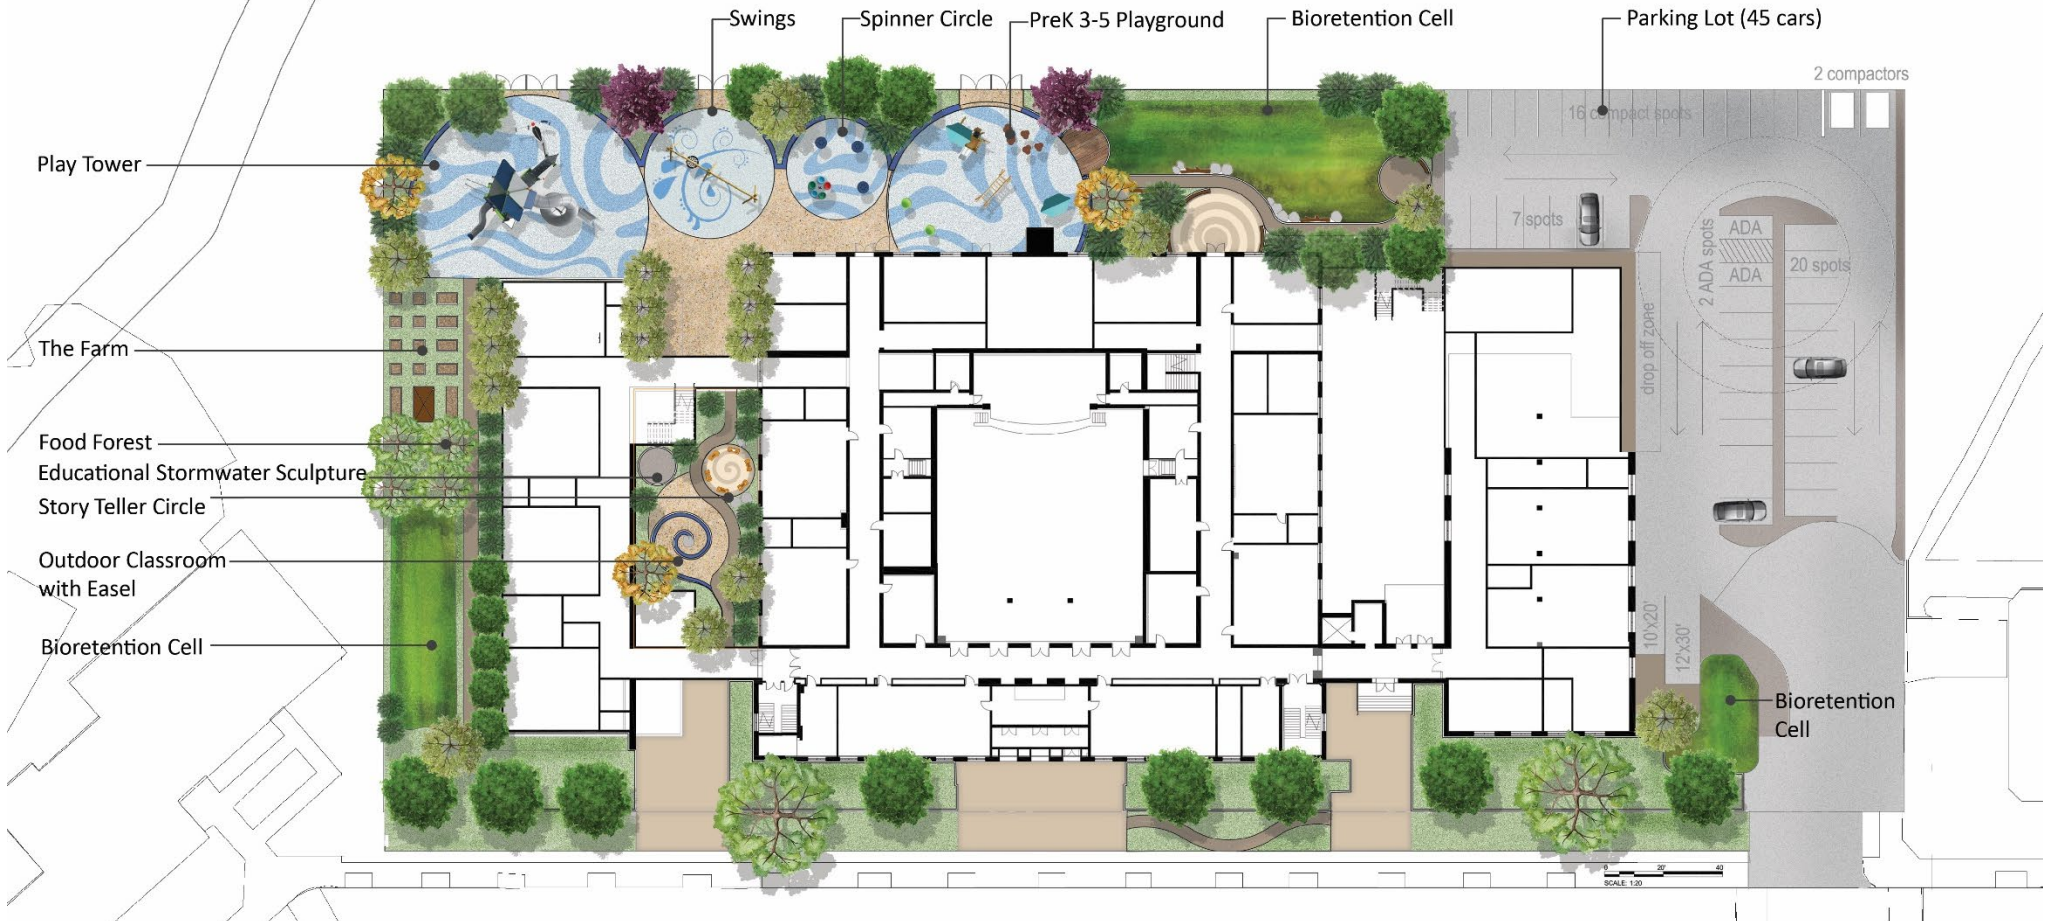 Swings
Spinner Circle
PreK 3-5 Playground
Bioretention Cell
Parking Lot (45 cars)
2 compactors
16 compact spots
Play Tower
7 spots
2 ADA spots
ADA
ADA
20 spots
drop off zone
The Farm
Food Forest
Educational Stormwater Sculpture
Story Teller Circle
Outdoor Classroom
with Easel
Bioretention Cell
10'x20'
12'x30'
Bioretention
Cell
0 20' 40
SCALE: 1:20